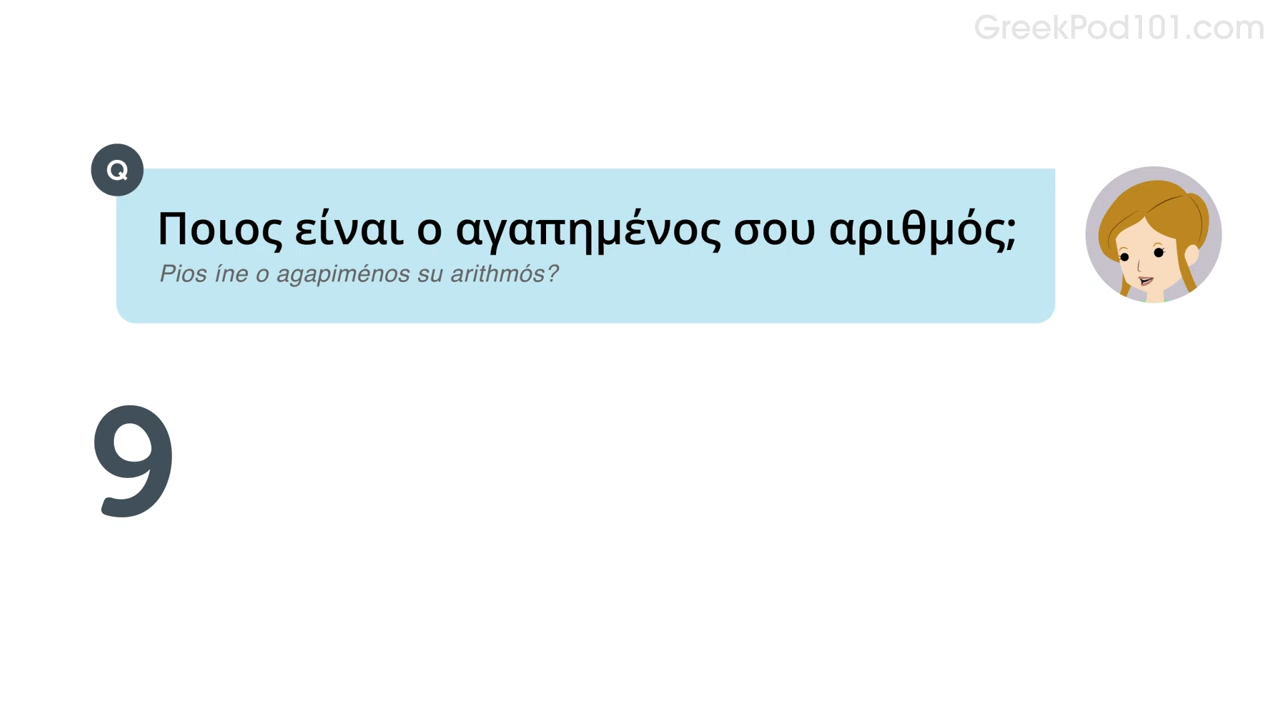 GreekPod101.com
Q
Ποιος είναι ο αγαπημένος σου αριθμός;
Pios íne o agapiménos su arithmós?
9